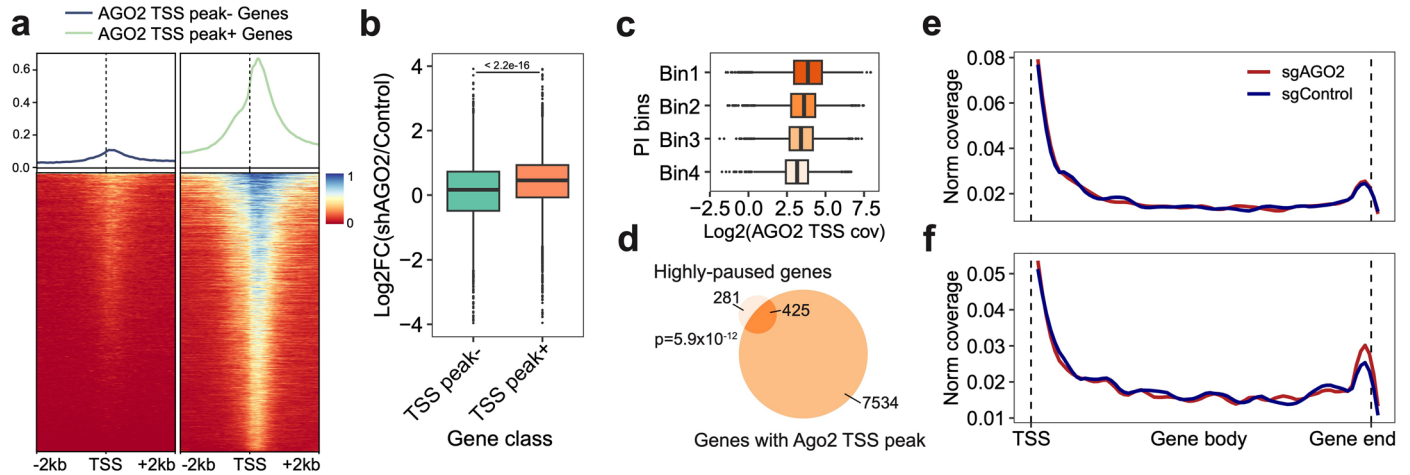 a
AGO2 TSS peak- Genes
AGO2 TSS peak+ Genes
0.6
0.4
0.2
0.0
1
0
-2kb TSS +2kb -2kb TSS +2kb
b
Log2FC(shAGO2/Control)
4
2
0
−2
−4
< 2.2e-16
TSS peak-
TSS peak+
Gene class
c
PI bins
Bin1
Bin2
Bin3
Bin4
−2.5 0.0 2.5 5.0 7.5
Log2(AGO2 TSS cov)
d
Highly-paused genes
281
425
p=5.9x10-12
7534
Genes with Ago2 TSS peak
e
Norm coverage
0.08
0.06
0.04
0.02
sgAGO2
sgControl
f
Norm coverage
0.05
0.04
0.03
0.02
0.01
TSS Gene body Gene end